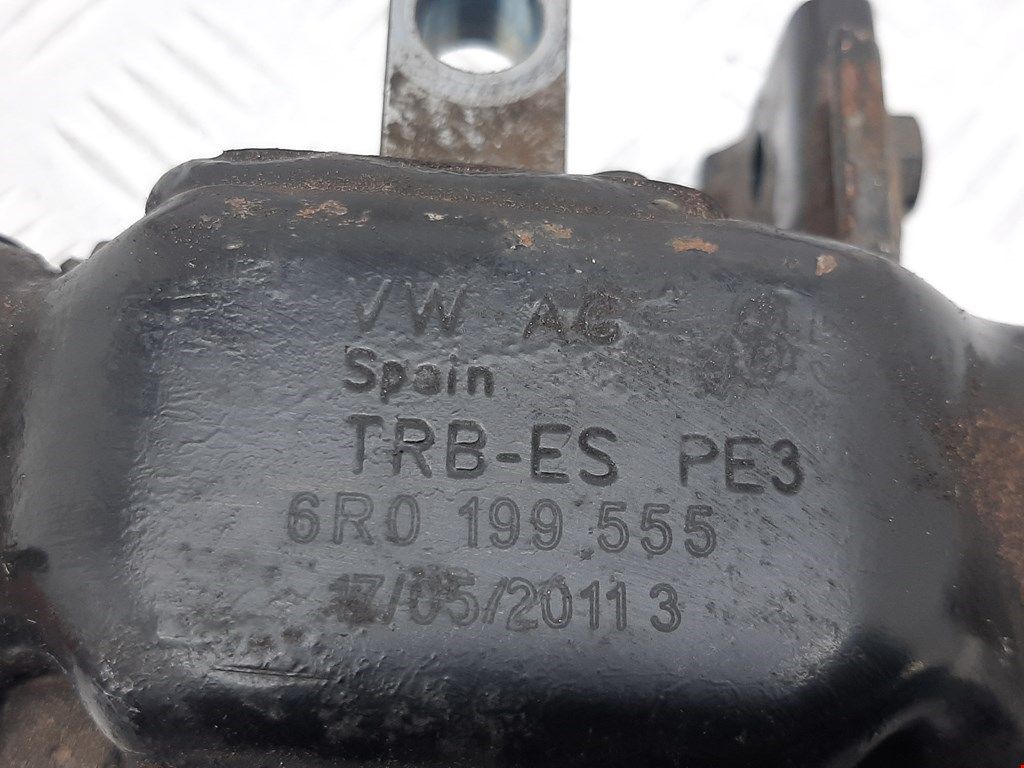 VW AG
Spain
TRB-ES PE3
6R0 199 555
17/05/2011 3